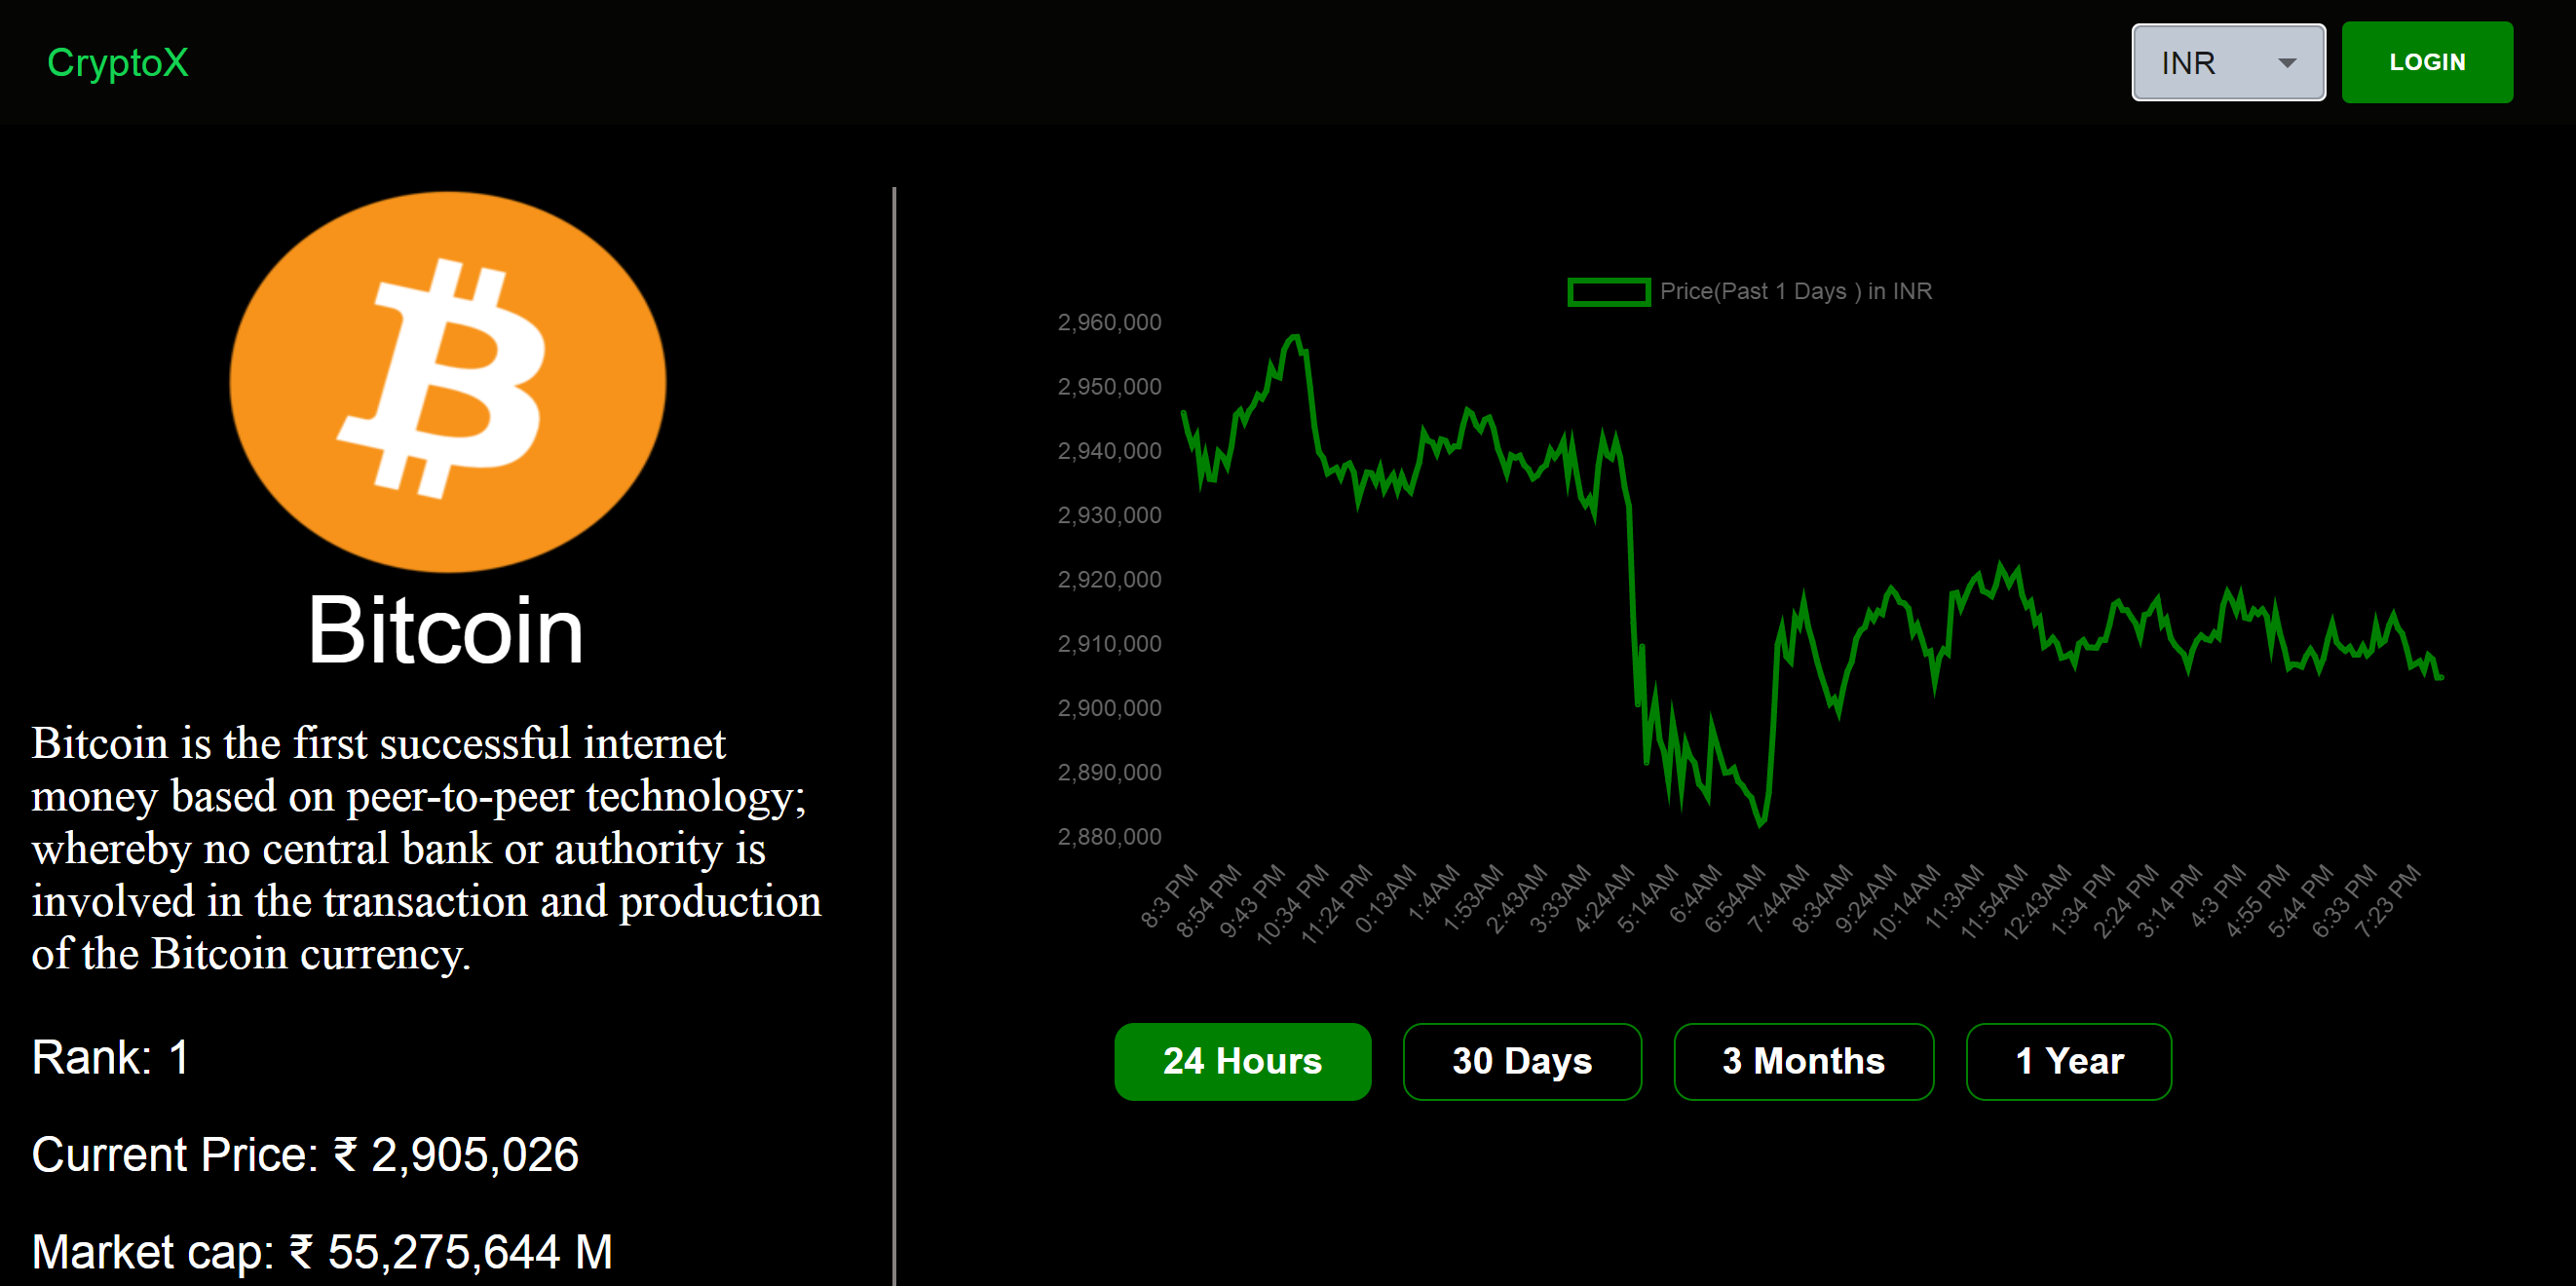 CryptoX
INR
LOGIN
Bitcoin
Bitcoin is the first successful internet
money based on peer-to-peer technology;
whereby no central bank or authority is
involved in the transaction and production
of the Bitcoin currency.
Rank: 1
Current Price: ₹ 2,905,026
Market cap: ₹ 55,275,644 M
Price(Past 1 Days ) in INR
2,960,000
2,950,000
2,940,000
2,930,000
2,920,000
2,910,000
2,900,000
2,890,000
2,880,000
8:3 PM
8:54 PM
9:43 PM
10:34 PM
11:24 PM
0:13AM
1:4AM
1:53AM
2:43AM
3:33AM
4:24AM
5:14AM
6:4AM
6:54AM
7:44AM
8:34AM
9:24AM
10:14AM
11:3AM
11:54AM
12:43AM
1:34 PM
2:24 PM
3:14 PM
4:3 PM
4:55 PM
5:44 PM
6:33 PM
7:23 PM
24 Hours
30 Days
3 Months
1 Year